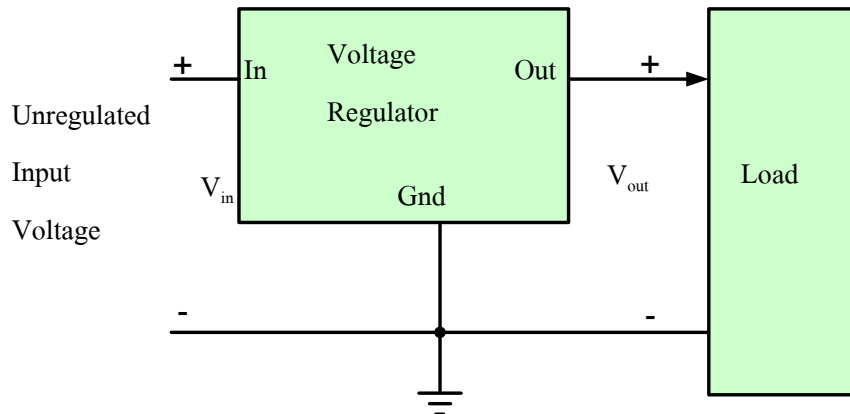 +
In
Voltage
Regulator
Out
+
Unregulated
Input
Voltage
Vin
Gnd
Vout
Load
-
-